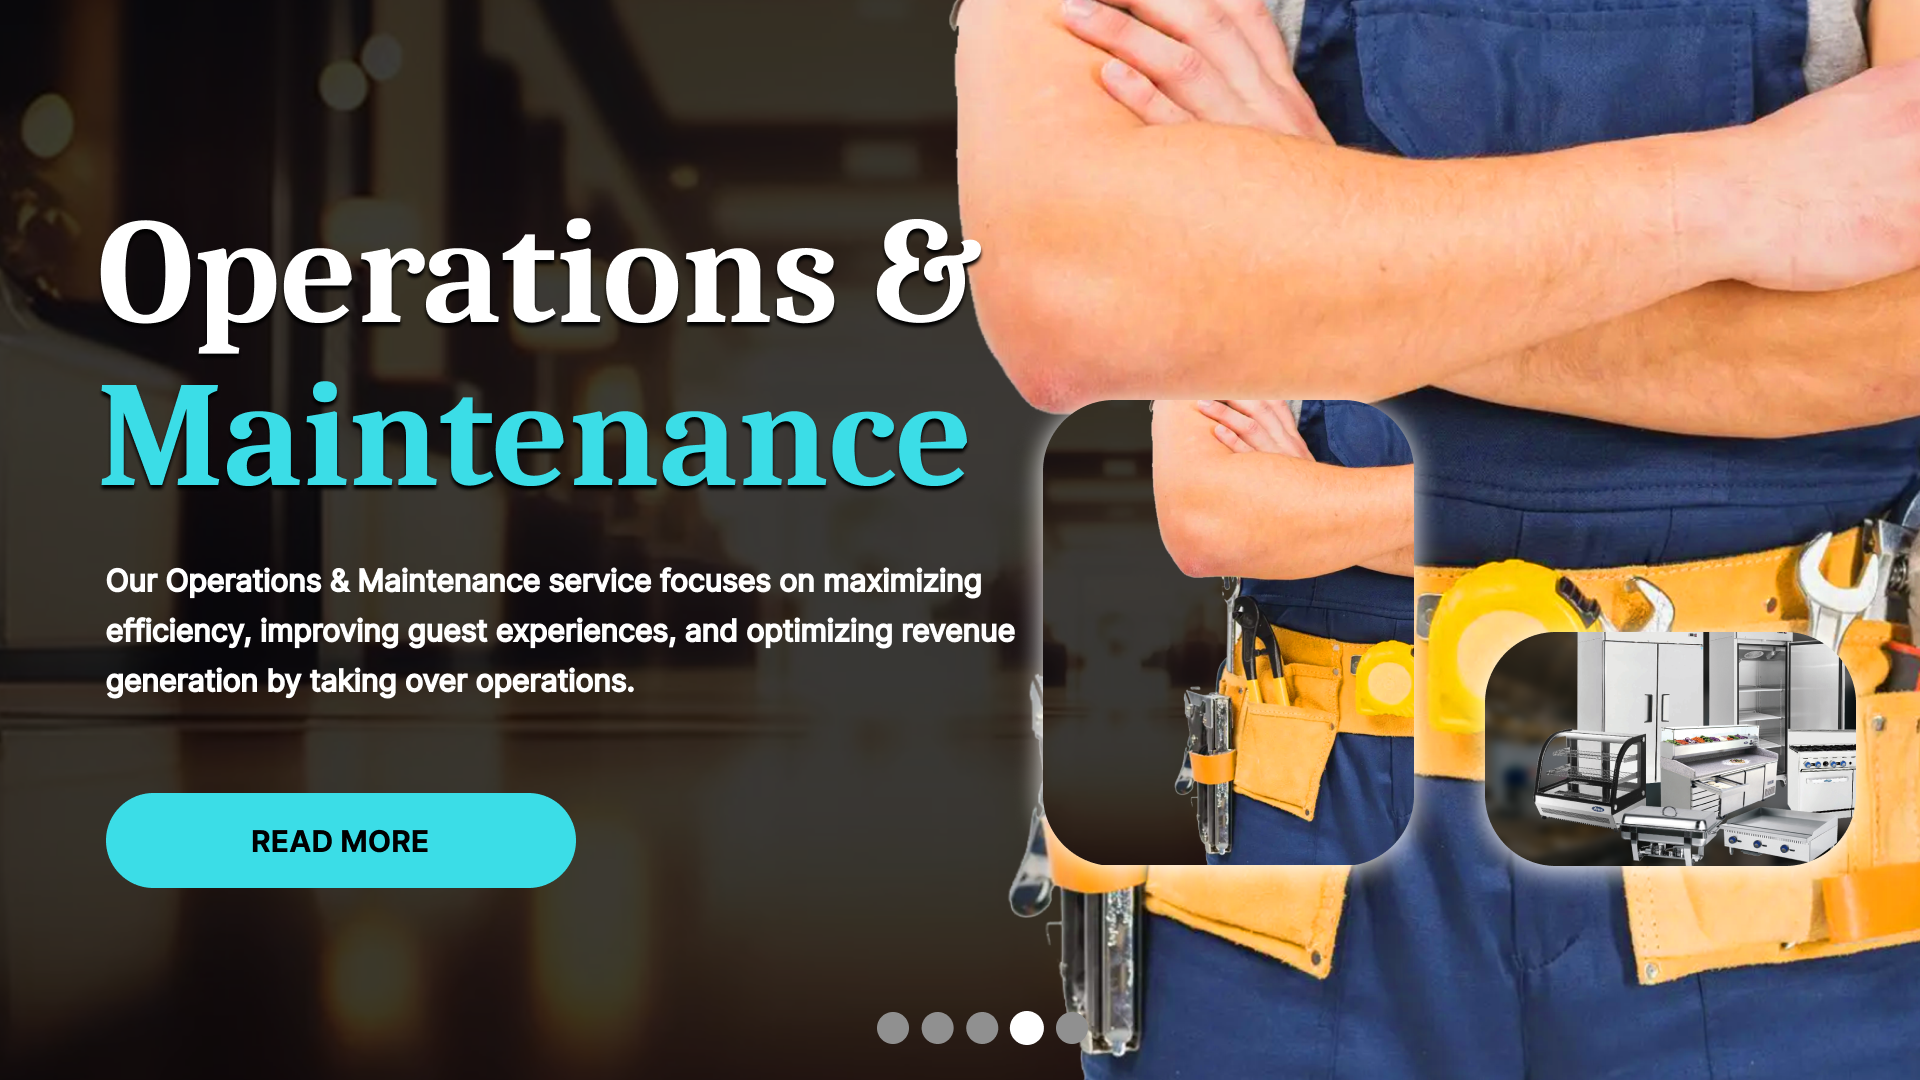 Operations &
Maintenance
Our Operations & Maintenance service focuses on maximizing
efficiency, improving guest experiences, and optimizing revenue
generation by taking over operations.
READ MORE